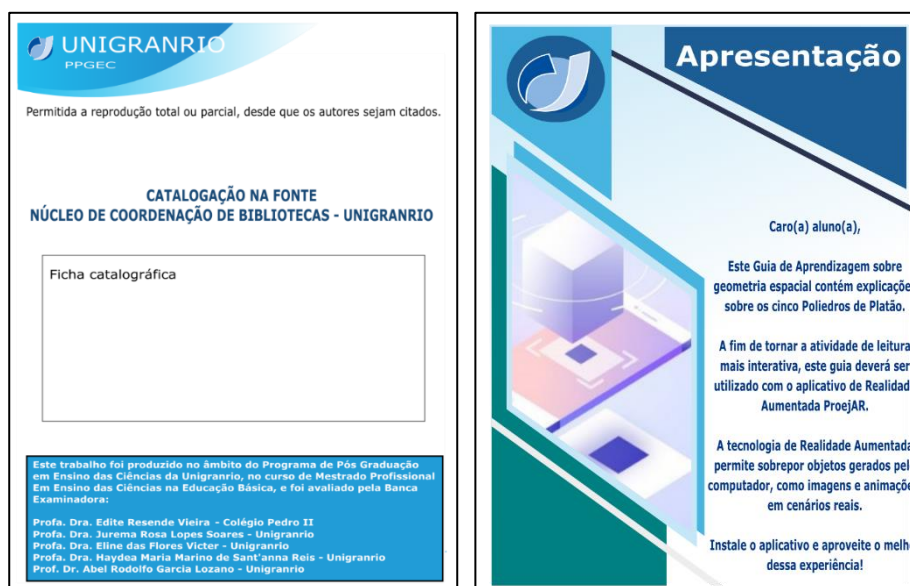 UNIGRANRIO
PPGEC
Permitida a reprodução total ou parcial, desde que os autores sejam citados.
CATALOGAÇÃO NA FONTE
NÚCLEO DE COORDENAÇÃO DE BIBLIOTECAS - UNIGRANRIO
Ficha catalográfica
Este trabalho foi produzido no âmbito do Programa de Pós Graduação
em Ensino das Ciências da Unigranrio, no curso de Mestrado Profissional
Em Ensino das Ciências na Educação Básica, e foi avaliado pela Banca
Examinadora:
Profa. Dra. Edite Resende Vieira - Colégio Pedro II
Profa. Dra. Jurema Rosa Lopes Soares - Unigranrio
Profa. Dra. Eline das Flores Victer - Unigranrio
Profa. Dra. Haydea Maria Marino de Sant'anna Reis - Unigranrio
Prof. Dr. Abel Rodolfo Garcia Lozano - Unigranrio
Apresentação
Caro(a) aluno(a),
Este Guia de Aprendizagem sobre
geometria espacial contém explicaçõe
sobre os cinco Poliedros de Platão.
A fim de tornar a atividade de leitura
mais interativa, este guia deverá ser
utilizado com o aplicativo de Realidad
Aumentada ProejAR.
A tecnologia de Realidade Aumentada
permite sobrepor objetos gerados pel
computador, como imagens e animaçõe
em cenários reais.
Instale o aplicativo e aproveite o melh
dessa experiência!